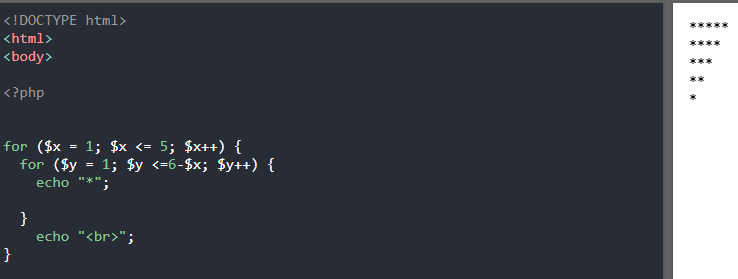 <!DOCTYPE html>
<html>
<body>
<?php
for ($x = 1; $x <= 5; $x++) {
  for ($y = 1; $y <=6-$x; $y++) {
    echo "*";
  }
    echo "<br>";
}
*****
****
***
**
*